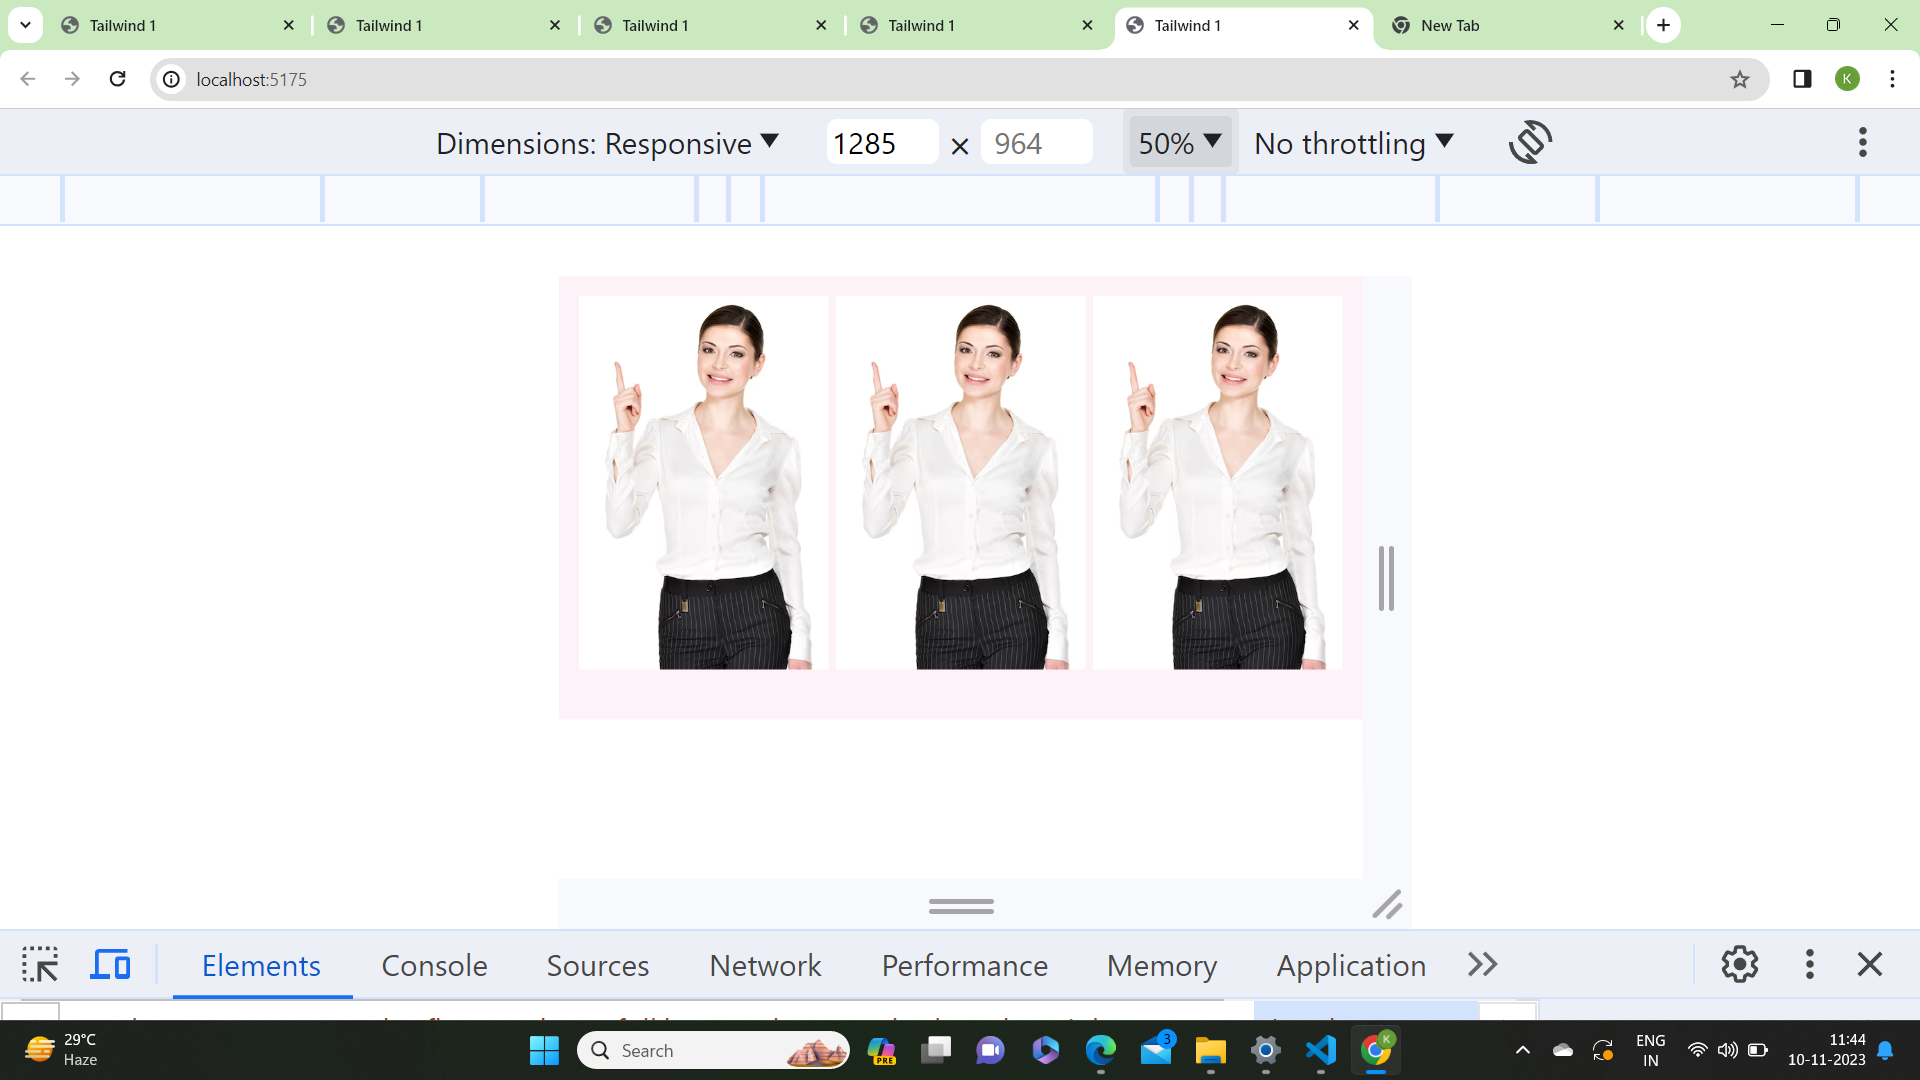 Tailwind 1
Tailwind 1
Tailwind 1
Tailwind 1
Tailwind 1
New Tab
localhost:5175
K
Dimensions: Responsive
1285 × 964
50%
No throttling
Elements
Console
Sources
Network
Performance
Memory
Application
29°C
Haze
Search
PRE
3
K
ENG
IN
11:44
10-11-2023